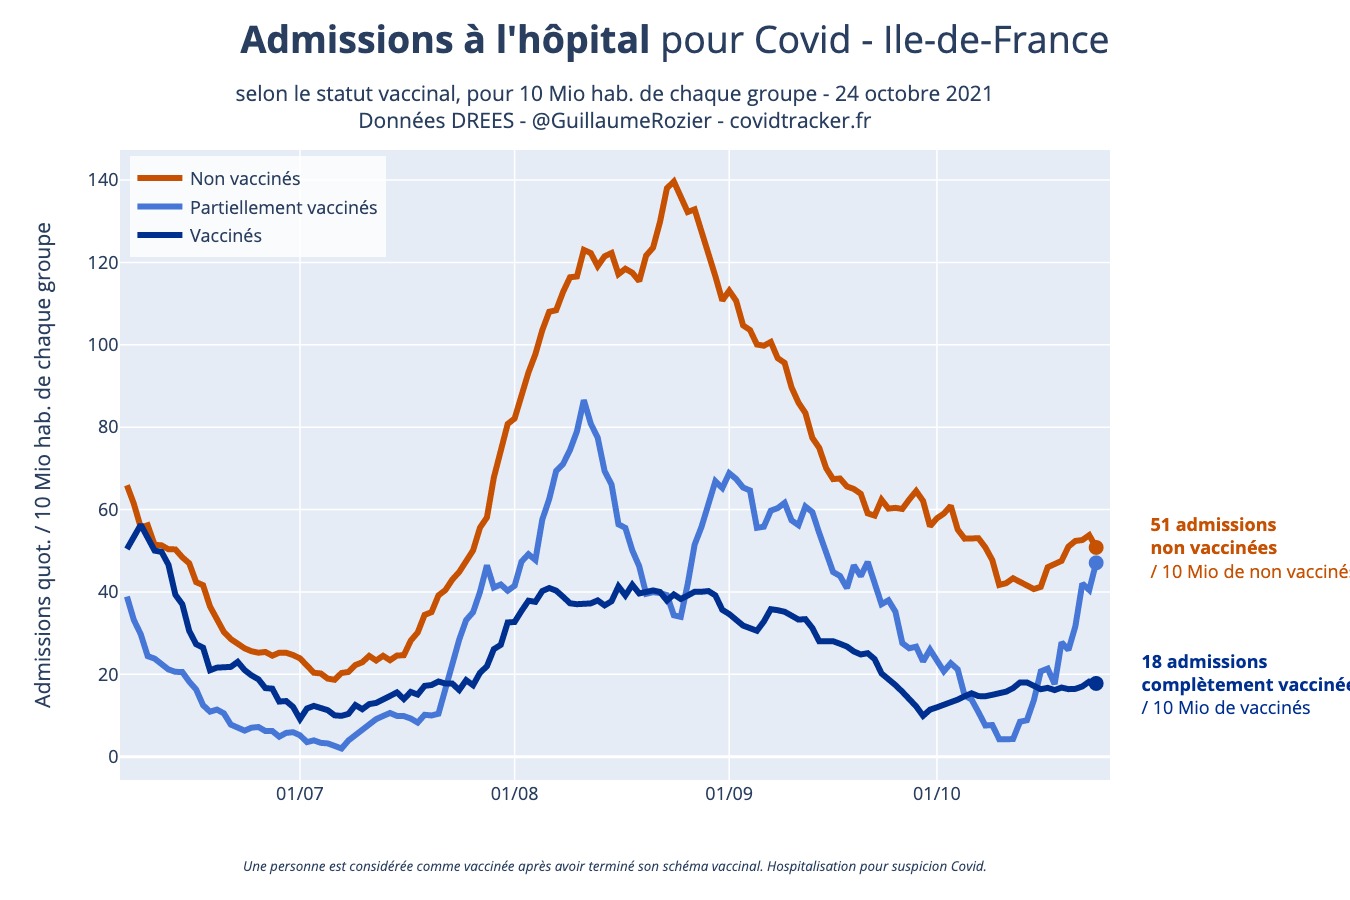 Admissions à l'hôpital pour Covid - Ile-de-France
selon le statut vaccinal, pour 10 Mio hab. de chaque groupe - 24 octobre 2021
Données DREES - @GuillaumeRozier - covidtracker.fr
Non vaccinés
Partiellement vaccinés
Vaccinés
Admissions quot. / 10 Mio hab. de chaque groupe
140
120
100
80
60
40
20
0
01/07
01/08
01/09
01/10
51 admissions
non vaccinées
/ 10 Mio de non vacciné
18 admissions
complètement vacciné
/ 10 Mio de vaccinés
Une personne est considérée comme vaccinée après avoir terminé son schéma vaccinal. Hospitalisation pour suspicion Covid.